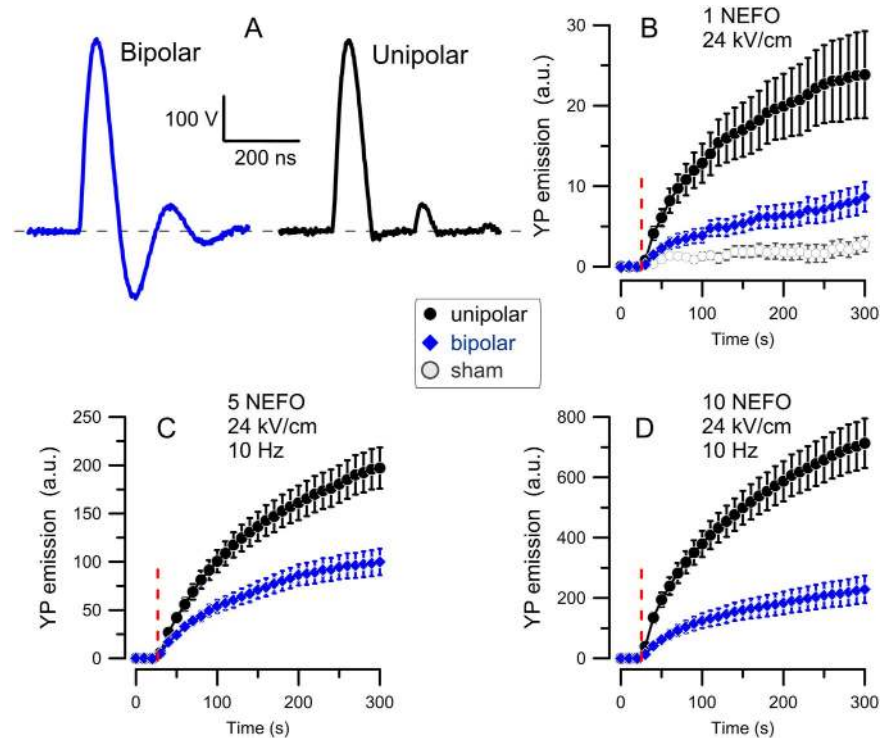 A
Bipolar
Unipolar
100 V
200 ns
B
1 NEFO
24 kV/cm
YP emission (a.u.)
30
20
10
0
0
100
200
300
Time (s)
unipolar
bipolar
sham
C
5 NEFO
24 kV/cm
10 Hz
YP emission (a.u.)
250
200
150
100
50
0
0
100
200
300
Time (s)
D
10 NEFO
24 kV/cm
10 Hz
YP emission (a.u.)
800
600
400
200
0
0
100
200
300
Time (s)